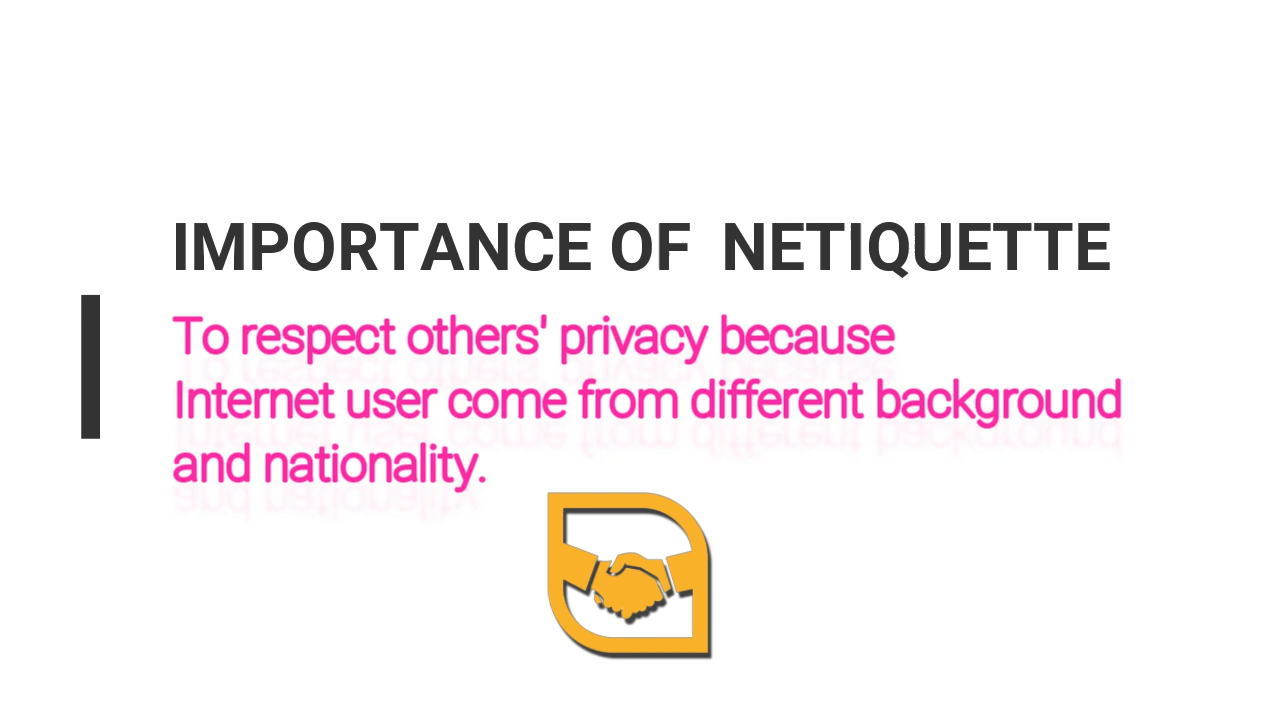 IMPORTANCE OF NETIQUETTE
To respect others' privacy because
Internet user come from different background
and nationality.